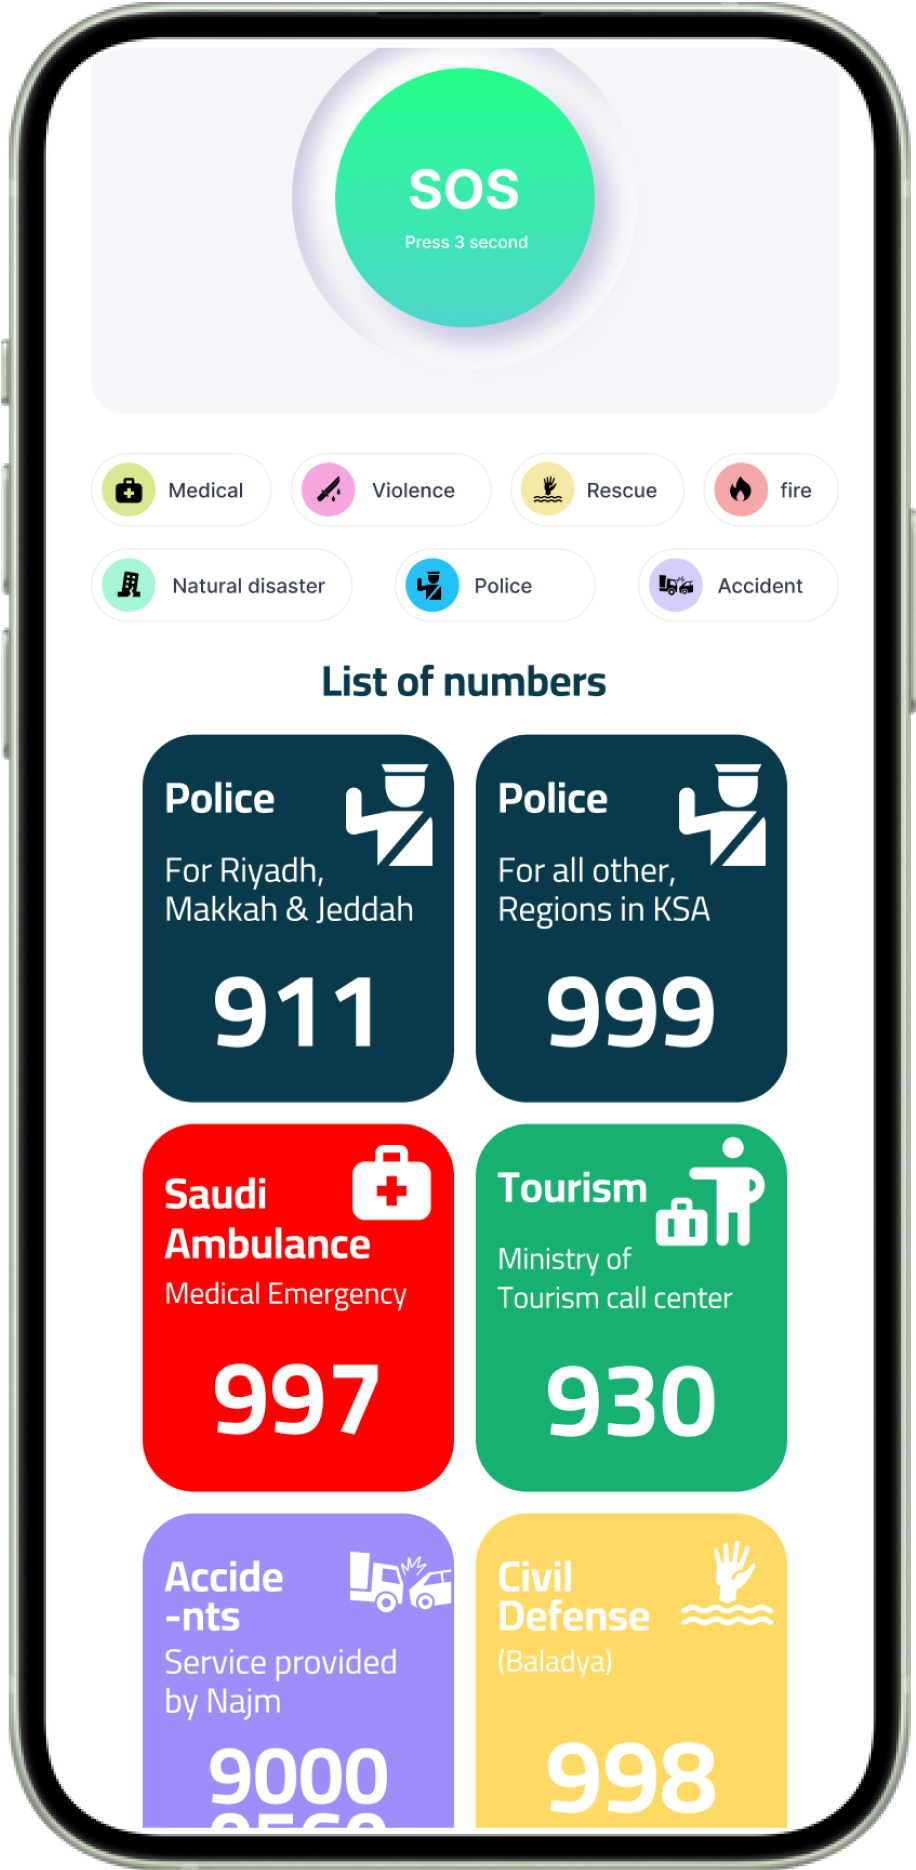 SOS
Press 3 second
Medical
Violence
Rescue
fire
Natural disaster
Police
Accident
List of numbers
Police
For Riyadh,
Makkah & Jeddah
911
Police
For all other,
Regions in KSA
999
Saudi
Ambulance
Medical Emergency
997
Tourism
Ministry of
Tourism call center
930
Accide
-nts
Service provided
by Najm
9000
Civil
Defense
(Baladya)
998